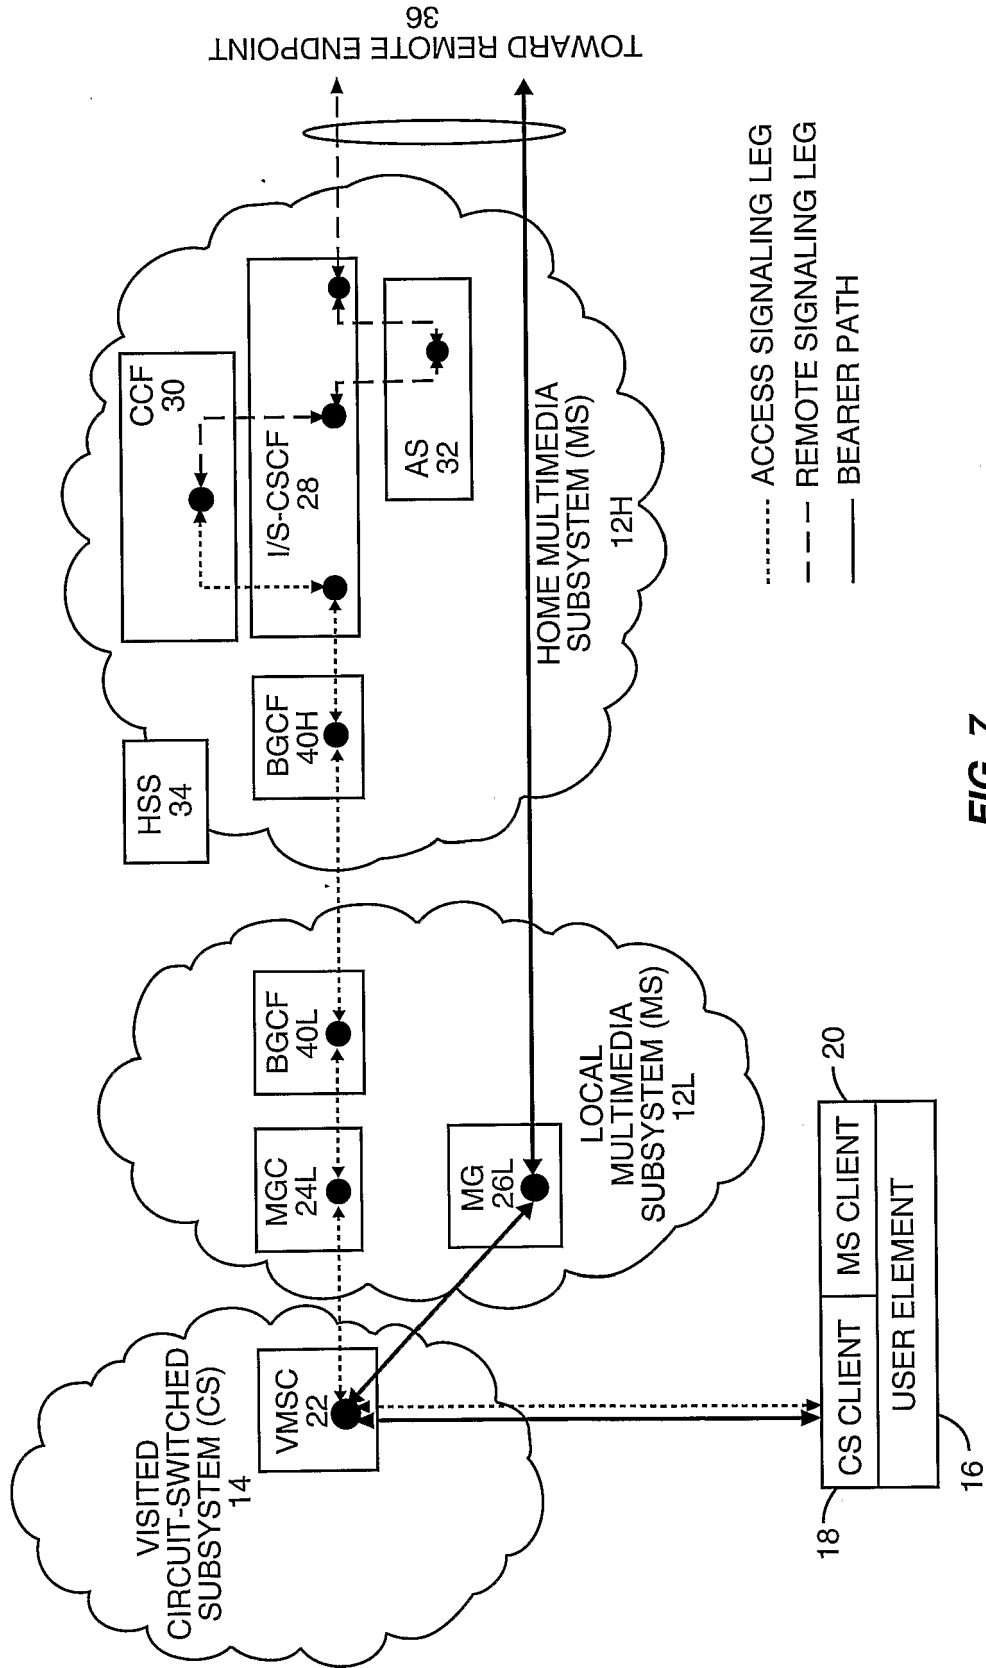 VISITED
CIRCUIT-SWITCHED
SUBSYSTEM (CS)
14
VMSC
22
MGC
24L
BGCF
40L
MG
26L
LOCAL
MULTIMEDIA
SUBSYSTEM (MS)
12L
HSS
34
BGCF
40H
CCF
30
I/S-CSCF
28
AS
32
HOME MULTIMEDIA
SUBSYSTEM (MS)
12H
TOWARD REMOTE ENDPOINT
36
18
CS CLIENT
MS CLIENT
20
USER ELEMENT
16
ACCESS SIGNALING LEG
REMOTE SIGNALING LEG
BEARER PATH
FIG. 7